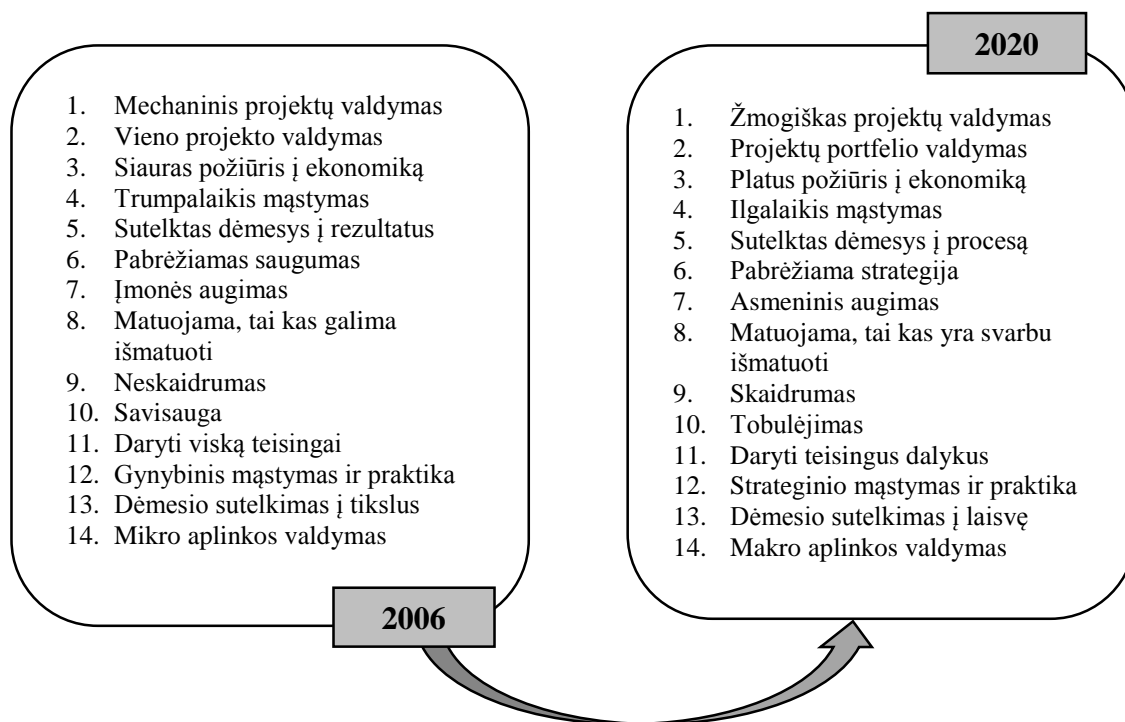 1. Mechaninis projektų valdymas
2. Vieno projekto valdymas
3. Siauras požiūris į ekonomiką
4. Trumpalaikis mąstymas
5. Sutelktas dėmesys į rezultatus
6. Pabrėžiamas saugumas
7. Įmonės augimas
8. Matuojama, tai kas galima
išmatuoti
9. Neskaidrumas
10. Savisauga
11. Daryti viską teisingai
12. Gynybinis mąstymas ir praktika
13. Dėmesio sutelkimas į tikslus
14. Mikro aplinkos valdymas
2006
2020
1. Žmogiškas projektų valdymas
2. Projektų portfelio valdymas
3. Platus požiūris į ekonomiką
4. Ilgalaikis mąstymas
5. Sutelktas dėmesys į procesą
6. Pabrėžiama strategija
7. Asmeninis augimas
8. Matuojama, tai kas yra svarbu
išmatuoti
9. Skaidrumas
10. Tobulėjimas
11. Daryti teisingus dalykus
12. Strateginio mąstymas ir praktika
13. Dėmesio sutelkimas į laisvę
14. Makro aplinkos valdymas